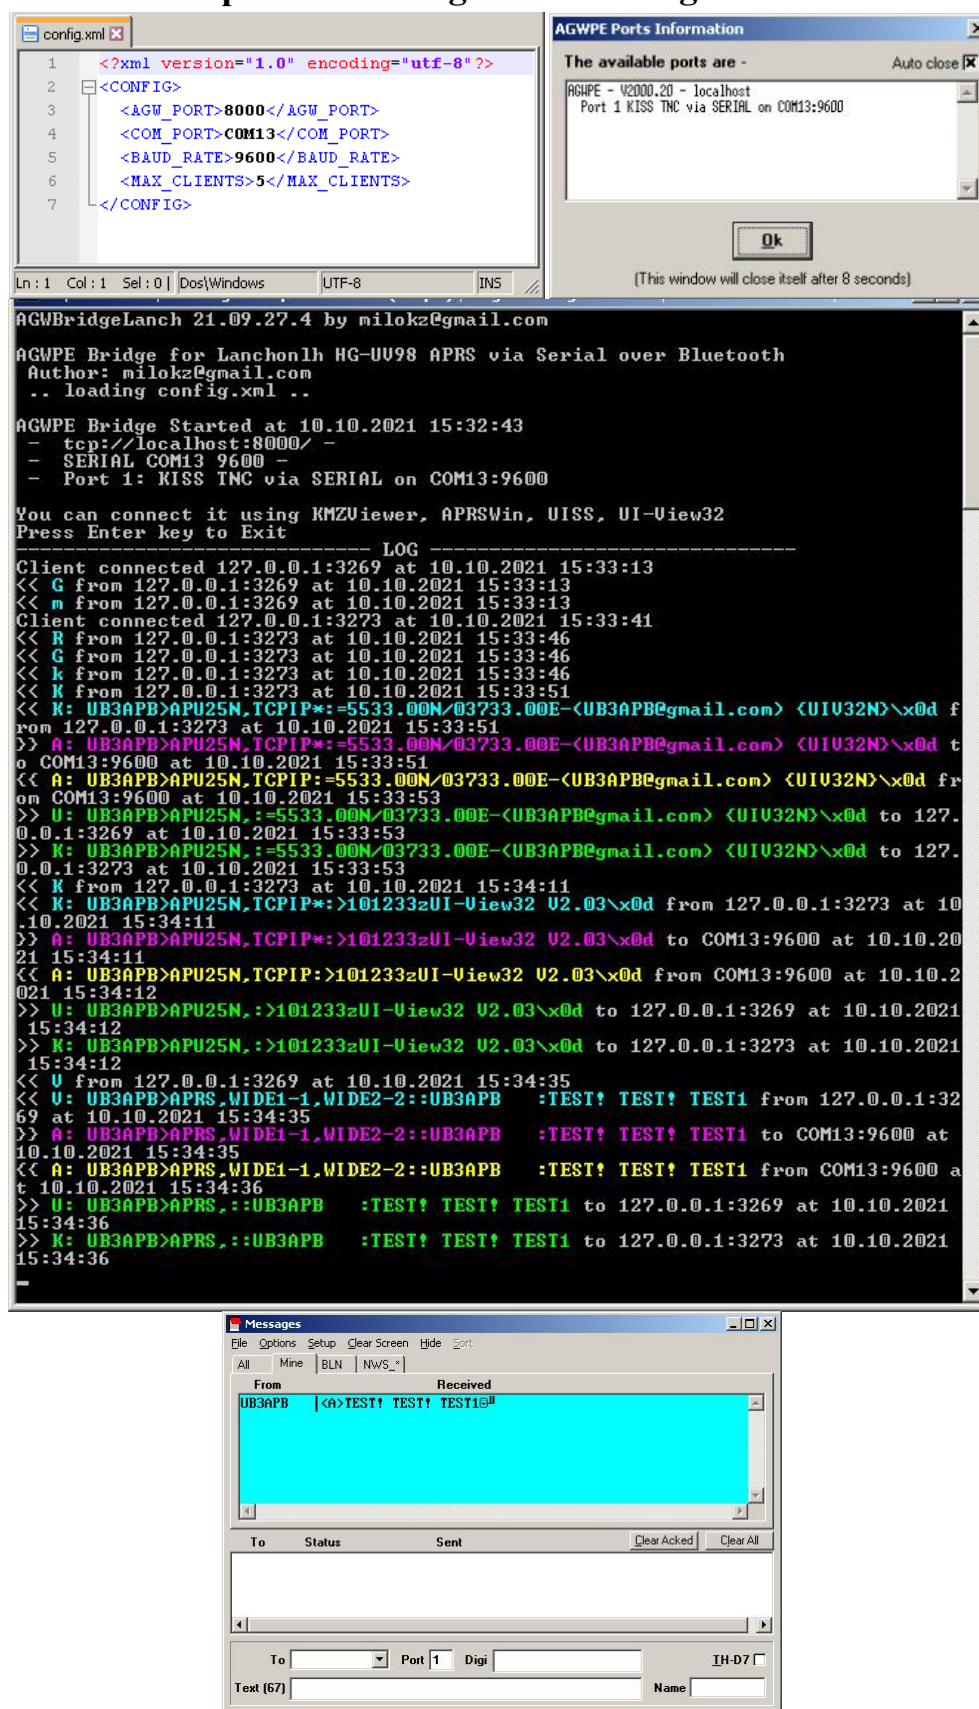 config.xml
1 <?xml version="1.0" encoding="utf-8"?>
2 <CONFIG>
3 <AGW_PORT>8000</AGW_PORT>
4 <COM_PORT>COM13</COM_PORT>
5 <BAUD_RATE>9600</BAUD_RATE>
6 <MAX_CLIENTS>5</MAX_CLIENTS>
7 </CONFIG>
Ln : 1 Col : 1 Sel : 0 | Dos\Windows UTF-8 INS
AGWPE Ports Information
The available ports are - Auto close
AGWPE - V2000.20 - localhost
Port 1 KISS TNC via SERIAL on COM13:9600
Ok
(This window will close itself after 8 seconds)
AGWBridgeLanch 21.09.27.4 by milokz@gmail.com
AGWPE Bridge for Lanchonlh HG-UV98 APRS via Serial over Bluetooth
Author: milokz@gmail.com
.. loading config.xml ..
AGWPE Bridge Started at 10.10.2021 15:32:43
- tcp://localhost:8000/ -
- SERIAL COM13 9600 -
- Port 1: KISS TNC via SERIAL on COM13:9600
You can connect it using KMZViewer, APRSWin, UISS, UI-View32
Press Enter key to Exit
------------------------------ LOG -------------------------------
Client connected 127.0.0.1:3269 at 10.10.2021 15:33:13
<< G from 127.0.0.1:3269 at 10.10.2021 15:33:13
<< m from 127.0.0.1:3269 at 10.10.2021 15:33:13
Client connected 127.0.0.1:3273 at 10.10.2021 15:33:41
<< R from 127.0.0.1:3273 at 10.10.2021 15:33:46
<< G from 127.0.0.1:3273 at 10.10.2021 15:33:46
<< k from 127.0.0.1:3273 at 10.10.2021 15:33:46
<< K from 127.0.0.1:3273 at 10.10.2021 15:33:51
<< K: UB3APB>APU25N,TCPIP*:=5533.00N/03733.00E-(UB3APB@gmail.com) {UIV32N}\x0d f
rom 127.0.0.1:3273 at 10.10.2021 15:33:51
>> A: UB3APB>APU25N,TCPIP*:=5533.00N/03733.00E-(UB3APB@gmail.com) {UIV32N}\x0d t
o COM13:9600 at 10.10.2021 15:33:51
<< A: UB3APB>APU25N,TCPIP:=5533.00N/03733.00E-(UB3APB@gmail.com) {UIV32N}\x0d fr
om COM13:9600 at 10.10.2021 15:33:53
>> U: UB3APB>APU25N,:=5533.00N/03733.00E-(UB3APB@gmail.com) {UIV32N}\x0d to 127.
0.0.1:3269 at 10.10.2021 15:33:53
>> K: UB3APB>APU25N,:=5533.00N/03733.00E-(UB3APB@gmail.com) {UIV32N}\x0d to 127.
0.0.1:3273 at 10.10.2021 15:33:53
<< K from 127.0.0.1:3273 at 10.10.2021 15:34:11
<< K: UB3APB>APU25N,TCPIP*:>101233zUI-View32 V2.03\x0d from 127.0.0.1:3273 at 10
.10.2021 15:34:11
>> A: UB3APB>APU25N,TCPIP*:>101233zUI-View32 V2.03\x0d to COM13:9600 at 10.10.20
21 15:34:11
<< A: UB3APB>APU25N,TCPIP:>101233zUI-View32 V2.03\x0d from COM13:9600 at 10.10.2
021 15:34:12
>> U: UB3APB>APU25N,:>101233zUI-View32 V2.03\x0d to 127.0.0.1:3269 at 10.10.2021
15:34:12
>> K: UB3APB>APU25N,:>101233zUI-View32 V2.03\x0d to 127.0.0.1:3273 at 10.10.2021
15:34:12
<< V from 127.0.0.1:3269 at 10.10.2021 15:34:35
<< V: UB3APB>APRS,WIDE1-1,WIDE2-2::UB3APB   :TEST! TEST! TEST1 from 127.0.0.1:32
69 at 10.10.2021 15:34:35
>> A: UB3APB>APRS,WIDE1-1,WIDE2-2::UB3APB   :TEST! TEST! TEST1 to COM13:9600 at
10.10.2021 15:34:35
<< A: UB3APB>APRS,WIDE1-1,WIDE2-2::UB3APB   :TEST! TEST! TEST1 from COM13:9600 a
t 10.10.2021 15:34:36
>> U: UB3APB>APRS,::UB3APB   :TEST! TEST! TEST1 to 127.0.0.1:3269 at 10.10.2021
15:34:36
>> K: UB3APB>APRS,::UB3APB   :TEST! TEST! TEST1 to 127.0.0.1:3273 at 10.10.2021
15:34:36
Messages
File Options Setup Clear Screen Hide Sort
All Mine BLN NWS_*
From Received
UB3APB <A>TEST! TEST! TEST1
To Status Sent Clear Acked Clear All
To Port 1 Digi TH-D7
Text (67) Name